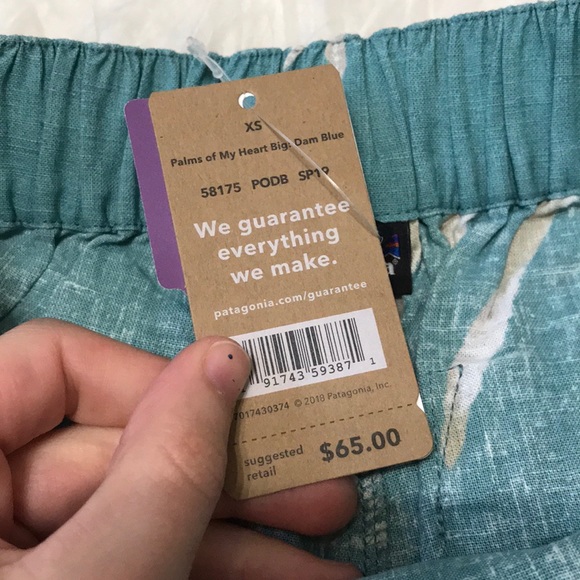 XS
Palms of My Heart Big: Dam Blue
58175 PODB SP19
We guarantee
everything
we make.
patagonia.com/guarantee
91743 59387 1
017430374 © 2018 Patagonia, Inc.
suggested
retail
$65.00